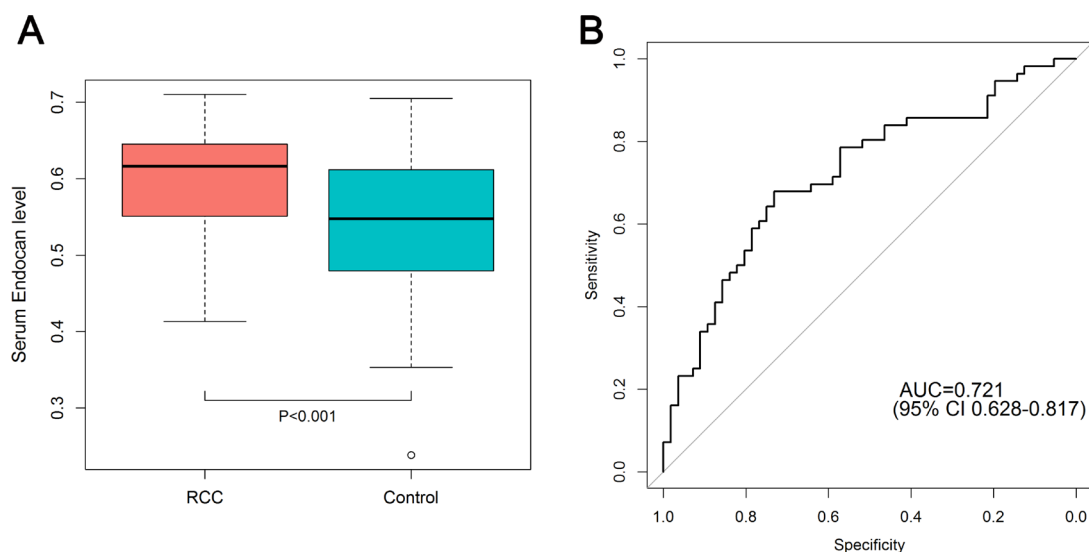 A
Serum Endocan level
0.7
0.6
0.5
0.4
0.3
P<0.001
RCC
Control
B
Sensitivity
1.0
0.8
0.6
0.4
0.2
0.0
AUC=0.721
(95% CI 0.628-0.817)
1.0
0.8
0.6
0.4
0.2
0.0
Specificity